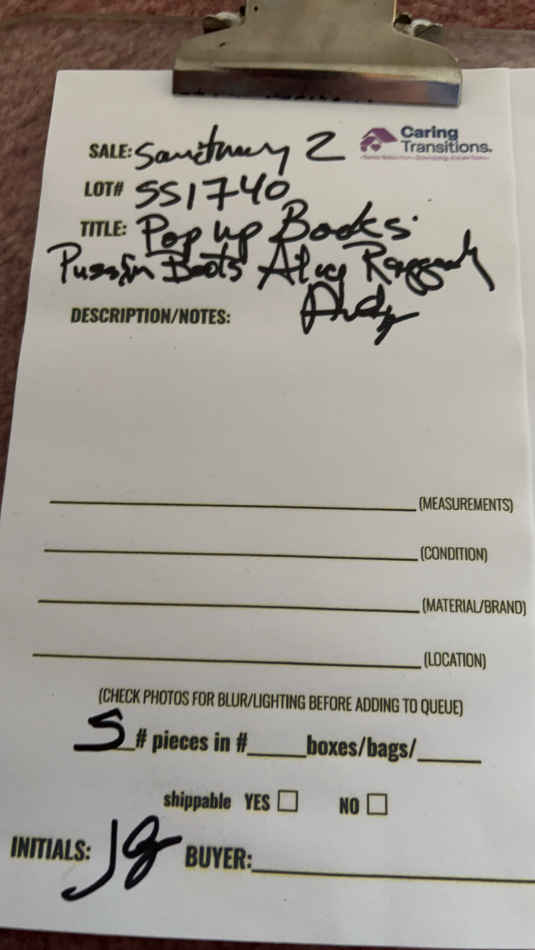 SALE: Sanctuary 2
Caring Transitions.
LOT# SS1740
TITLE: Pop up Books.
Puss in Boots Alice Raggedy
Andy
DESCRIPTION/NOTES:
(MEASUREMENTS)
(CONDITION)
(MATERIAL/BRAND)
(LOCATION)
(CHECK PHOTOS FOR BLUR/LIGHTING BEFORE ADDING TO QUEUE)
5 # pieces in #_____boxes/bags/_____
shippable YES ☐ NO ☐
INITIALS: Jg BUYER: